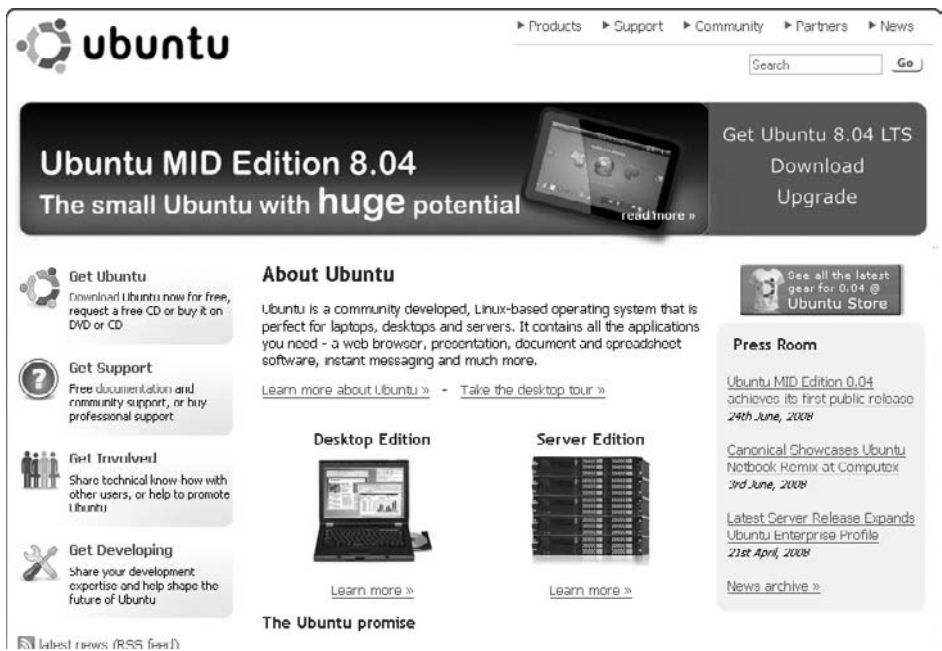 ubuntu
Products Support Community Partners News
Search Go
Ubuntu MID Edition 8.04
The small Ubuntu with huge potential
read more »
Get Ubuntu 8.04 LTS
Download
Upgrade
Get Ubuntu
Download Ubuntu now for free,
request a free CD or buy it on
DVD or CD
Get Support
Free documentation and
community support, or buy
professional support
Get Involved
Share technical know-how with
other users, or help to promote
Ubuntu
Get Developing
Share your development
expertise and help shape the
future of Ubuntu
latest news (RSS feed)
About Ubuntu
Ubuntu is a community developed, Linux-based operating system that is
perfect for laptops, desktops and servers. It contains all the applications
you need - a web browser, presentation, document and spreadsheet
software, instant messaging and much more.
Learn more about Ubuntu » - Take the desktop tour »
Desktop Edition
Learn more »
Server Edition
Learn more »
The Ubuntu promise
See all the latest
gear for 8.04 @
Ubuntu Store
Press Room
Ubuntu MID Edition 8.04
achieves its first public release
24th June, 2008
Canonical Showcases Ubuntu
Netbook Remix at Computex
3rd June, 2008
Latest Server Release Expands
Ubuntu Enterprise Profile
21st April, 2008
News archive »